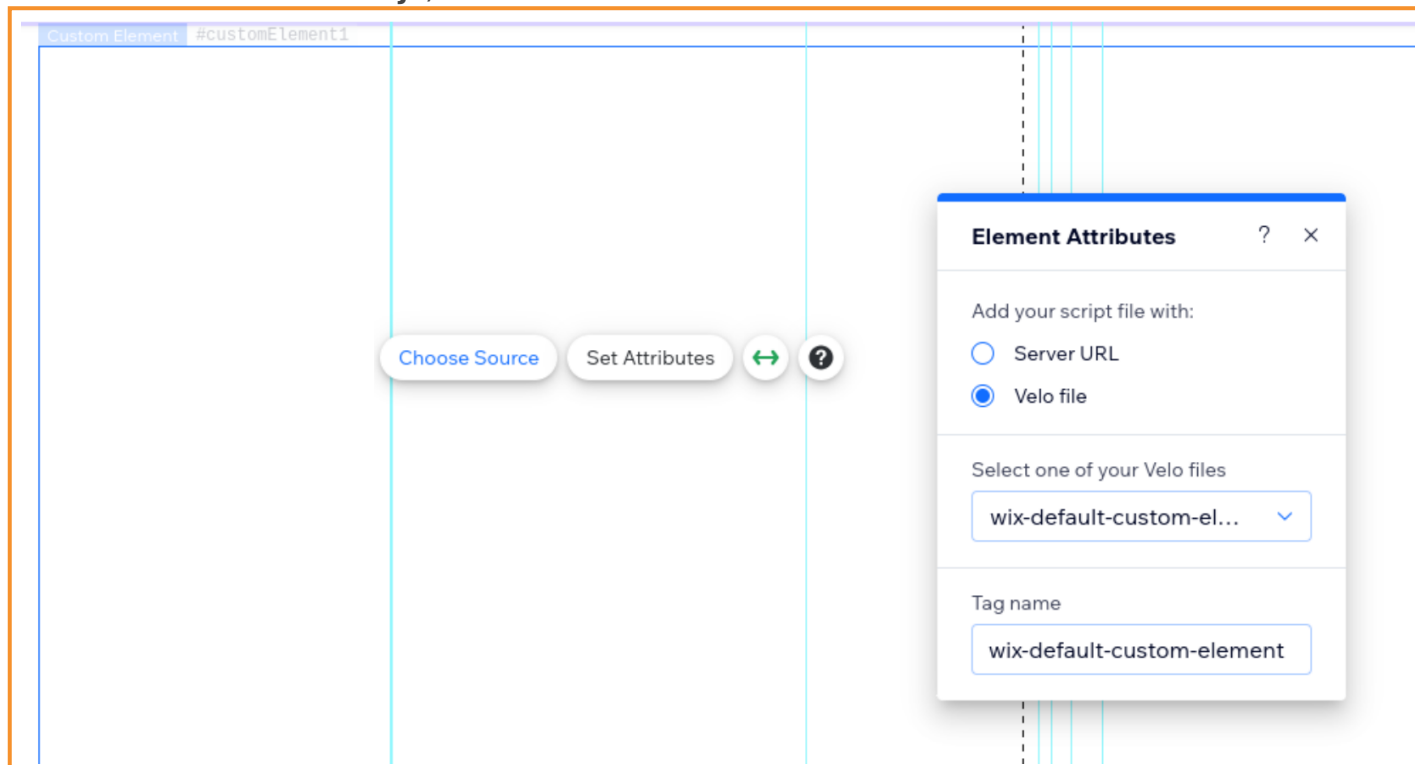 Custom Element #customElement1
Element Attributes ? ×
Add your script file with:
Server URL
Choose Source Set Attributes ?
Velo file
Select one of your Velo files
wix-default-custom-el...
Tag name
wix-default-custom-element